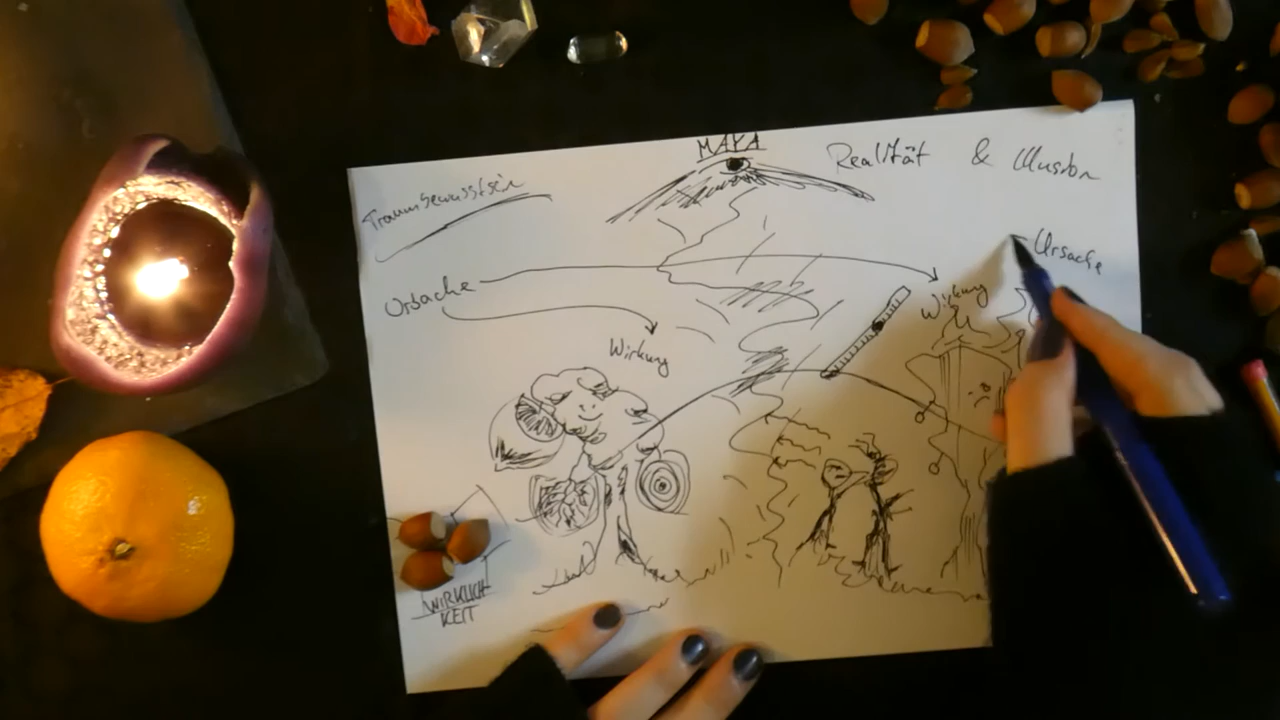 MAYA
Realität & Illusion
Traumbewusstsein
Ursache
Ursache
Wirkung
Wirkung
WIRKLICH
KEIT